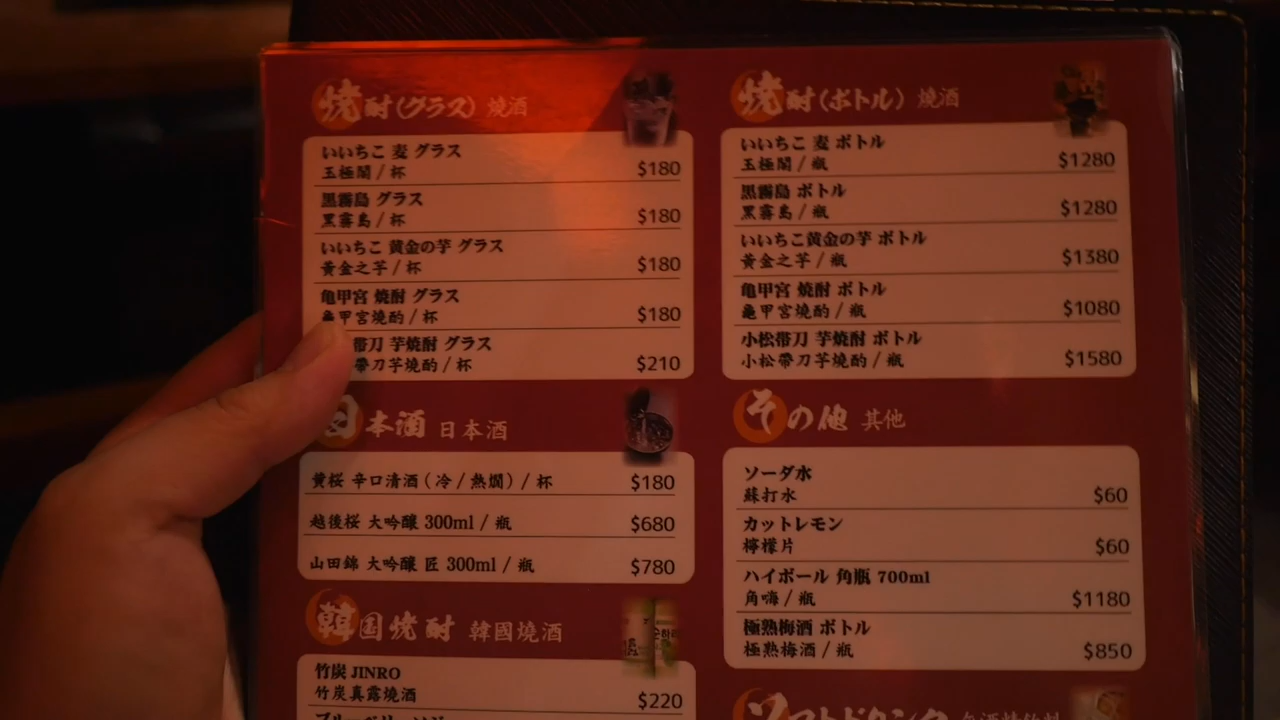 焼酎(グラス) 燒酒
いいちこ 麦 グラス
玉極閣 / 杯
$180
黒霧島 グラス
黑霧島 / 杯
$180
いいちこ 黄金の芋 グラス
黃金之芋 / 杯
$180
亀甲宮 焼酎 グラス
龜甲宮燒酌 / 杯
$180
帯刀 芋焼酎 グラス
帶刀芋燒酌 / 杯
$210
日本酒 日本酒
黄桜 辛口清酒 ( 冷 / 熱燗 ) / 杯
$180
越後桜 大吟醸 300ml / 瓶
$680
山田錦 大吟醸 匠 300ml / 瓶
$780
韓国焼酎 韓國燒酒
竹炭 JINRO
竹炭真露燒酒
$220
焼酎(ボトル) 燒酒
いいちこ 麦 ボトル
玉極閣 / 瓶
$1280
黒霧島 ボトル
黑霧島 / 瓶
$1280
いいちこ黄金の芋 ボトル
黃金之芋 / 瓶
$1380
亀甲宮 焼酎 ボトル
龜甲宮燒酌 / 瓶
$1080
小松帯刀 芋焼酎 ボトル
小松帶刀芋燒酌 / 瓶
$1580
その他 其他
ソーダ水
蘇打水
$60
カットレモン
檸檬片
$60
ハイボール 角瓶 700ml
角嗨 / 瓶
$1180
極熟梅酒 ボトル
極熟梅酒 / 瓶
$850
ソフトドリンク